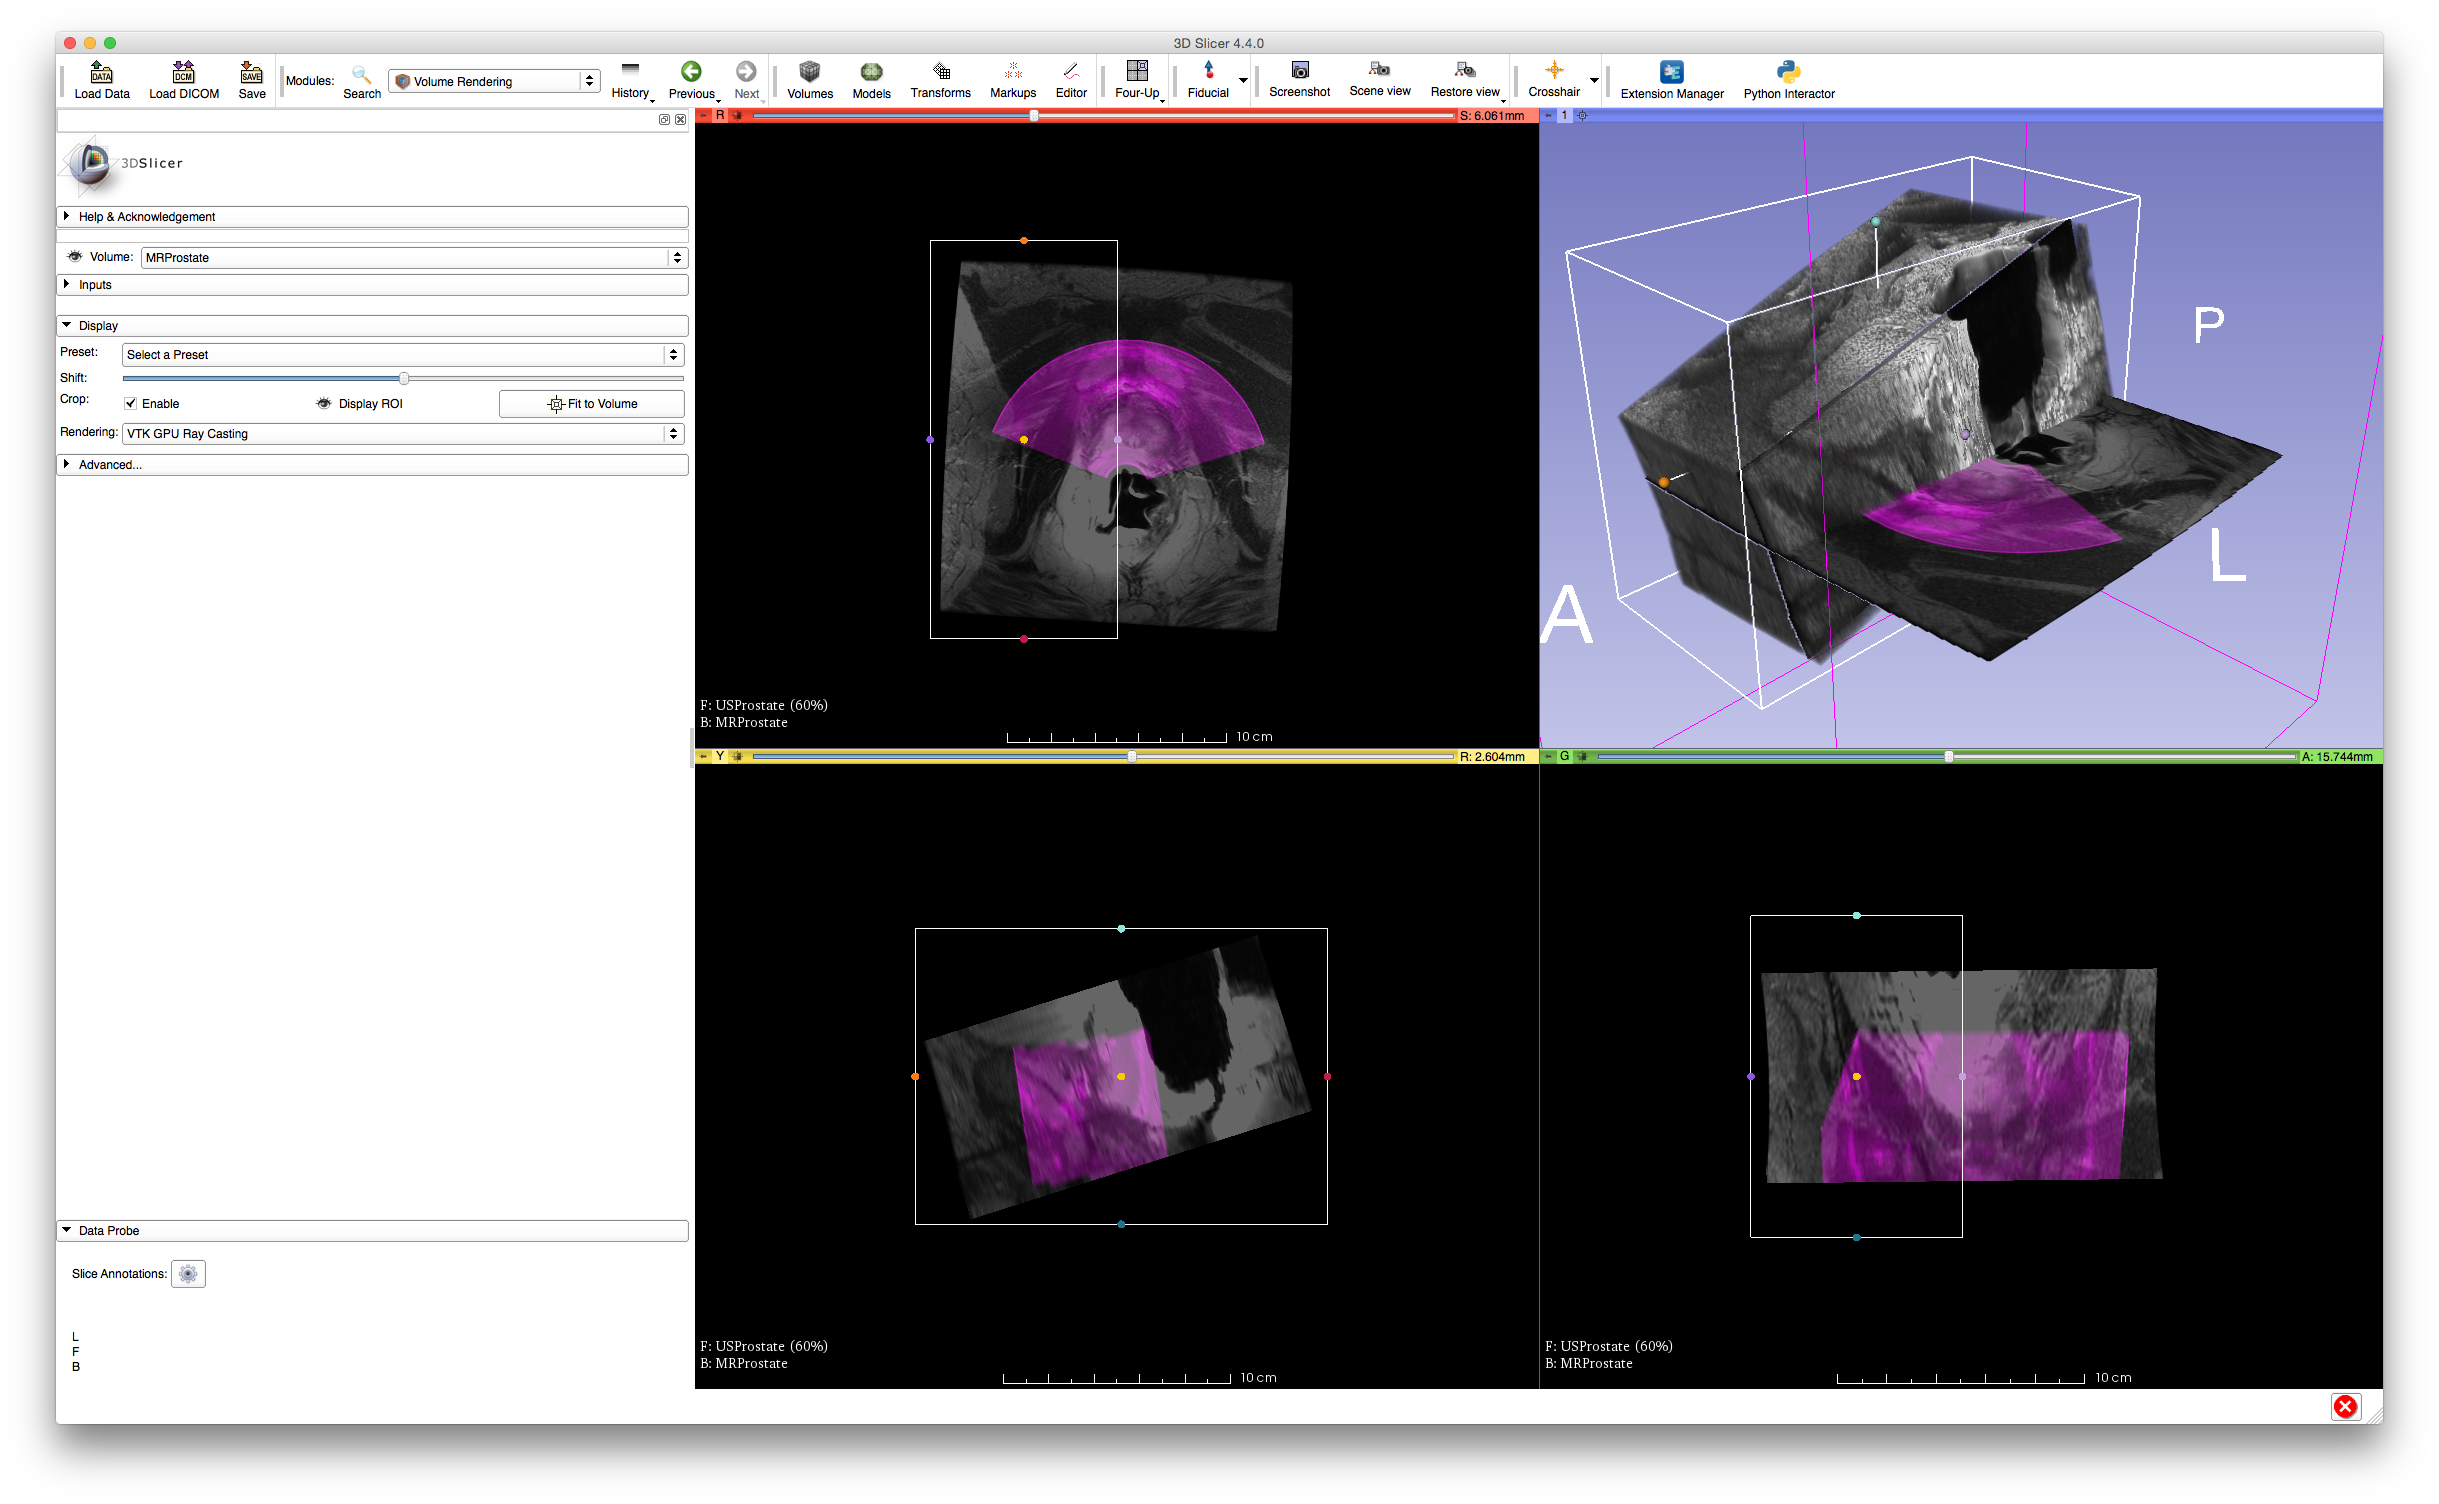 3D Slicer 4.4.0
DATA DCM SAVE
Load Data Load DICOM Save Modules: Search Volume Rendering History Previous Next Volumes Models Transforms Markups Editor Four-Up Fiducial Screenshot Scene view Restore view Crosshair Extension Manager Python Interactor
3DSlicer
Help & Acknowledgement
Volume: MRProstate
Inputs
Display
Preset: Select a Preset
Shift:
Crop: Enable Display ROI Fit to Volume
Rendering: VTK GPU Ray Casting
Advanced...
Data Probe
Slice Annotations:
L
F
B
R S: 6.061mm
F: USProstate (60%)
B: MRProstate
10 cm
1
P
L
A
Y R: 2.604mm
F: USProstate (60%)
B: MRProstate
10 cm
G A: 15.744mm
F: USProstate (60%)
B: MRProstate
10 cm